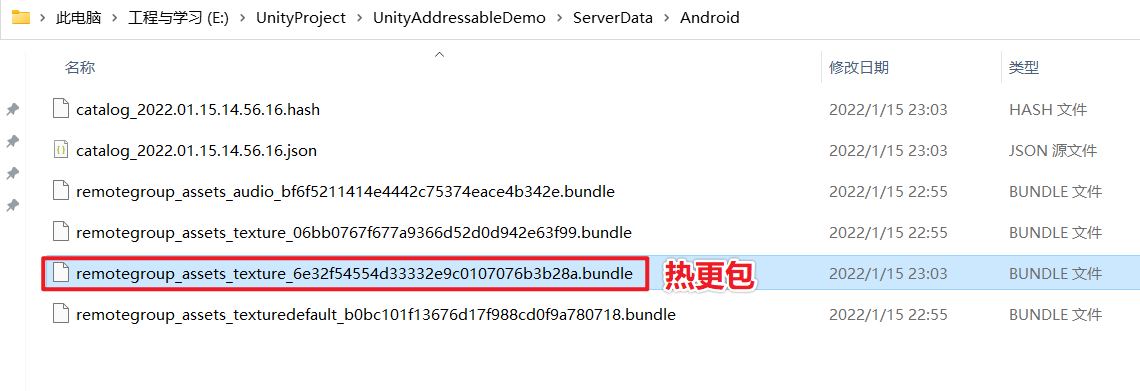 此电脑 > 工程与学习 (E:) > UnityProject > UnityAddressableDemo > ServerData > Android
名称 修改日期 类型
catalog_2022.01.15.14.56.16.hash 2022/1/15 23:03 HASH 文件
catalog_2022.01.15.14.56.16.json 2022/1/15 23:03 JSON 源文件
remotegroup_assets_audio_bf6f5211414e4442c75374eace4b342e.bundle 2022/1/15 22:55 BUNDLE 文件
remotegroup_assets_texture_06bb0767f677a9366d52d0d942e63f99.bundle 2022/1/15 22:55 BUNDLE 文件
remotegroup_assets_texture_6e32f54554d33332e9c0107076b3b28a.bundle 热更包 2022/1/15 23:03 BUNDLE 文件
remotegroup_assets_texturedefault_b0bc101f13676d17f988cd0f9a780718.bundle 2022/1/15 22:55 BUNDLE 文件